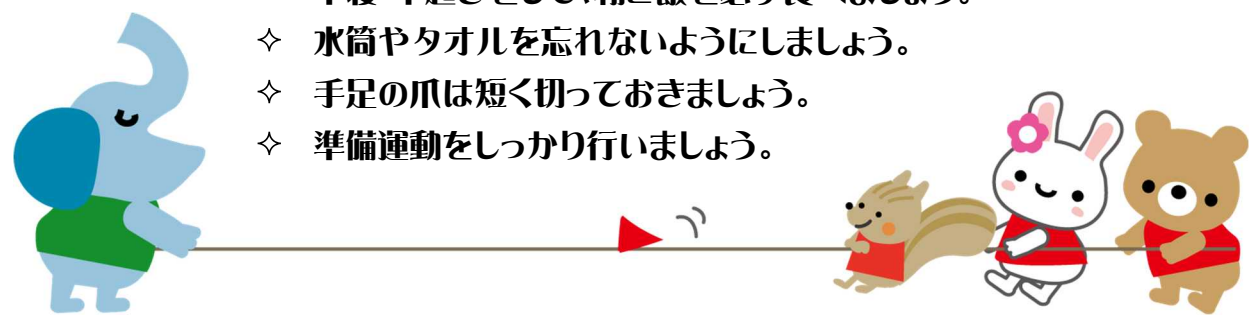 ✧ 水筒やタオルを忘れないようにしましょう。
✧ 手足の爪は短く切っておきましょう。
✧ 準備運動をしっかり行いましょう。